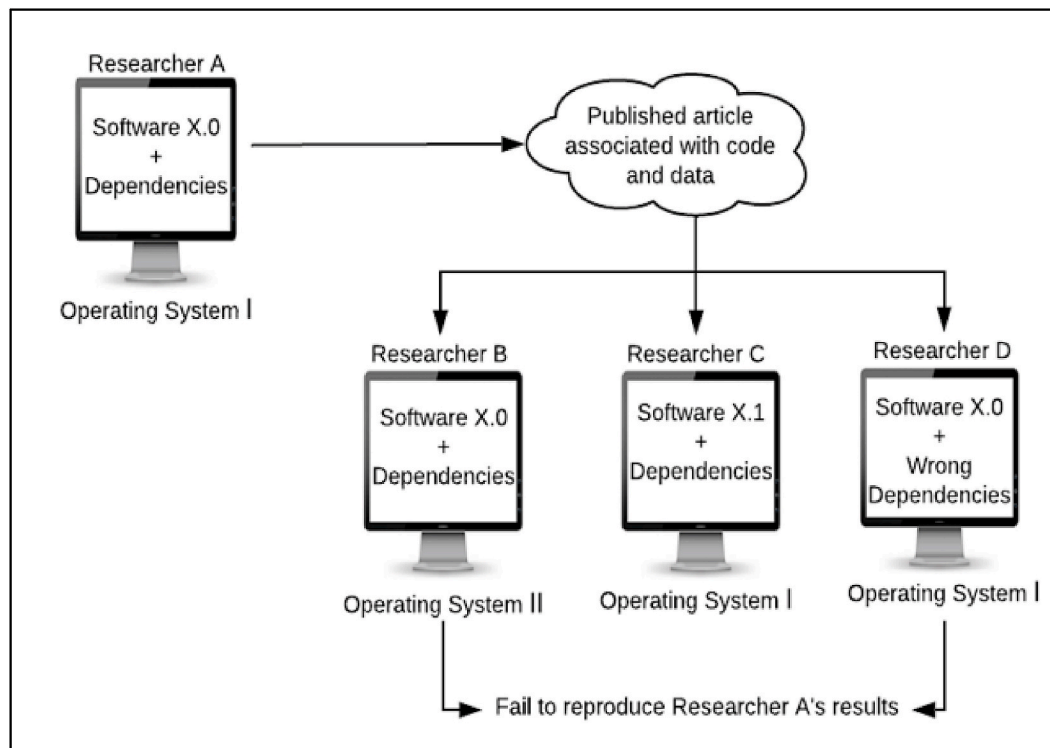 Researcher A
Software X.0
+
Dependencies
Operating System I
Published article
associated with code
and data
Researcher B
Software X.0
+
Dependencies
Operating System II
Researcher C
Software X.1
+
Dependencies
Operating System I
Researcher D
Software X.0
+
Wrong
Dependencies
Operating System I
Fail to reproduce Researcher A's results